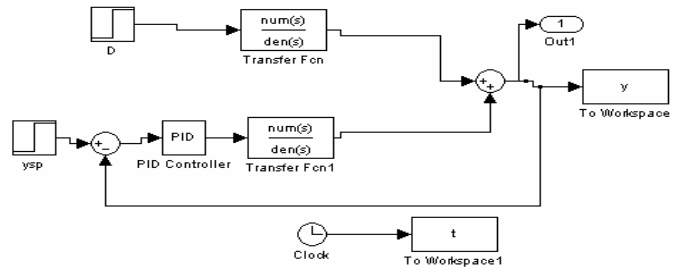 D
num(s)
den(s)
Transfer Fcn
1
Out1
y
To Workspace
ysp
PID
PID Controller
num(s)
den(s)
Transfer Fcn1
Clock
t
To Workspace1